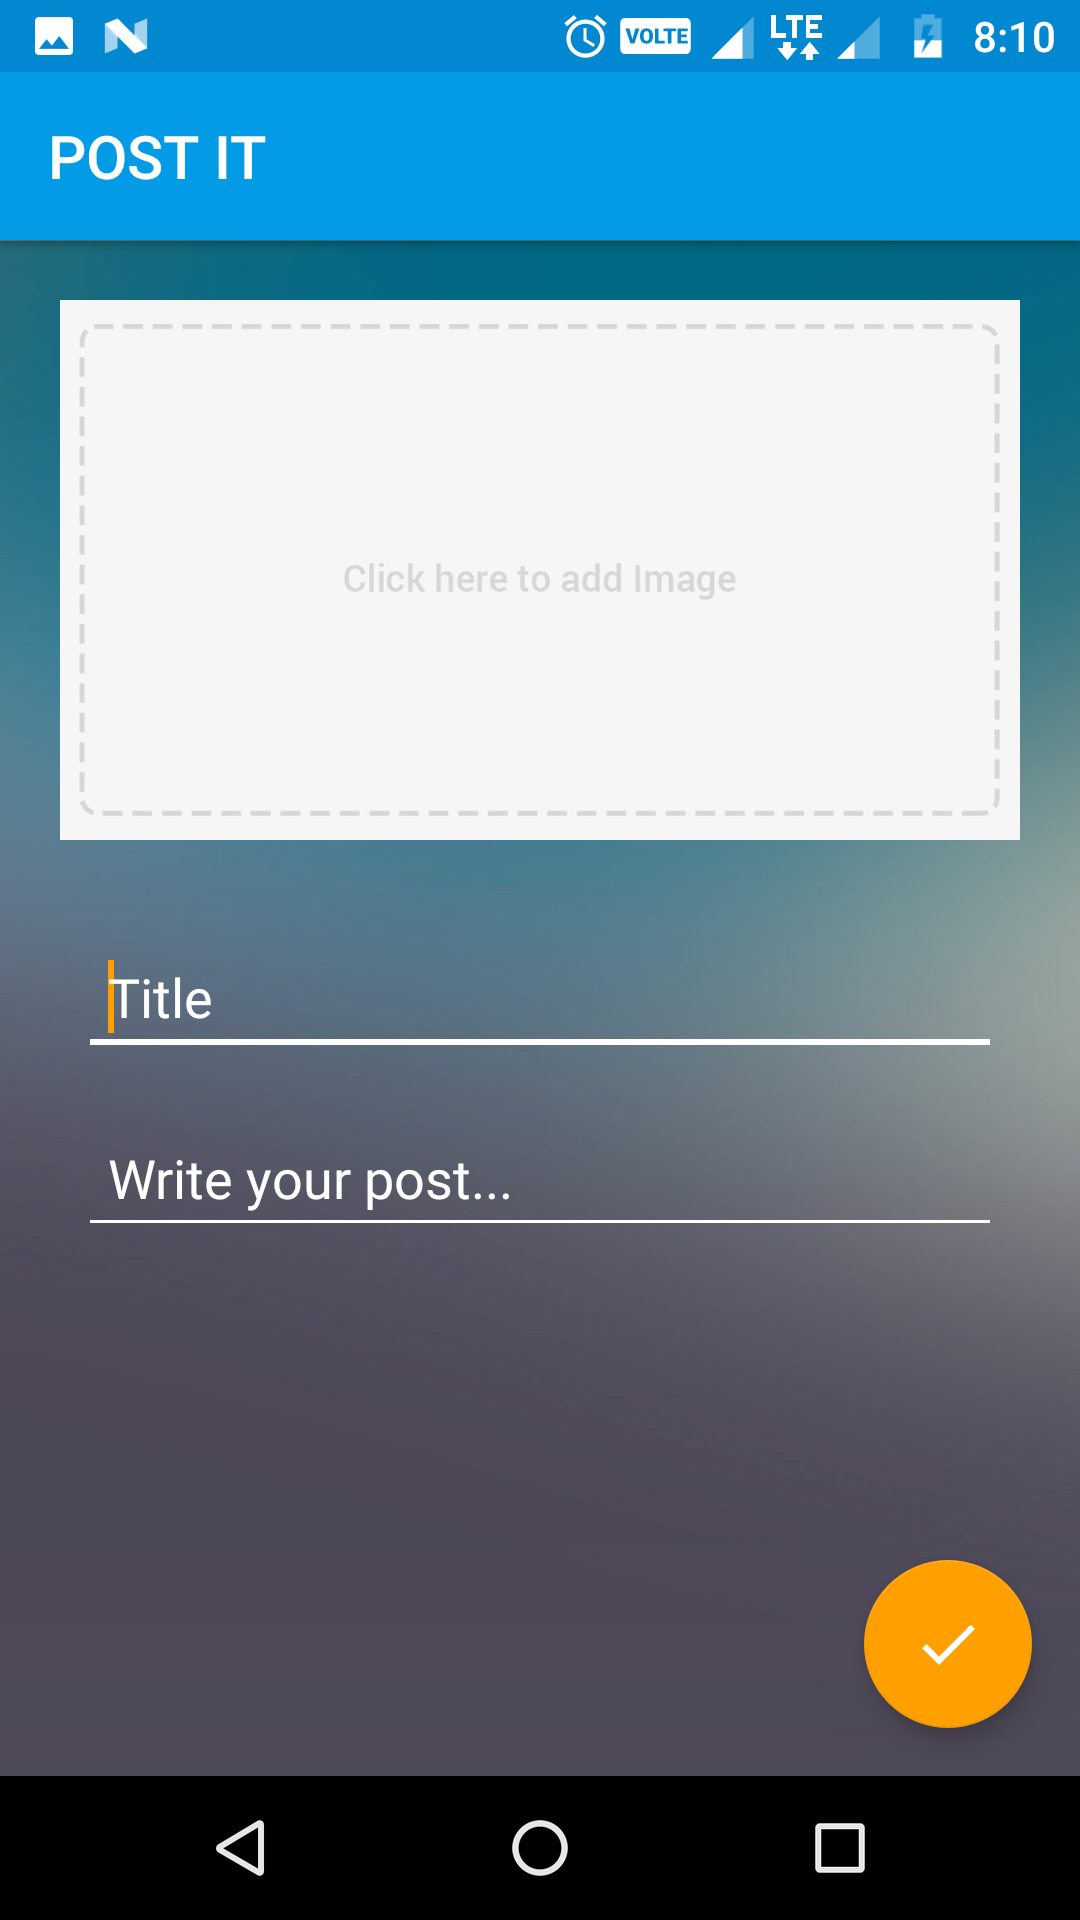 VOLTE LTE 8:10
POST IT
Click here to add Image
Title
Write your post...